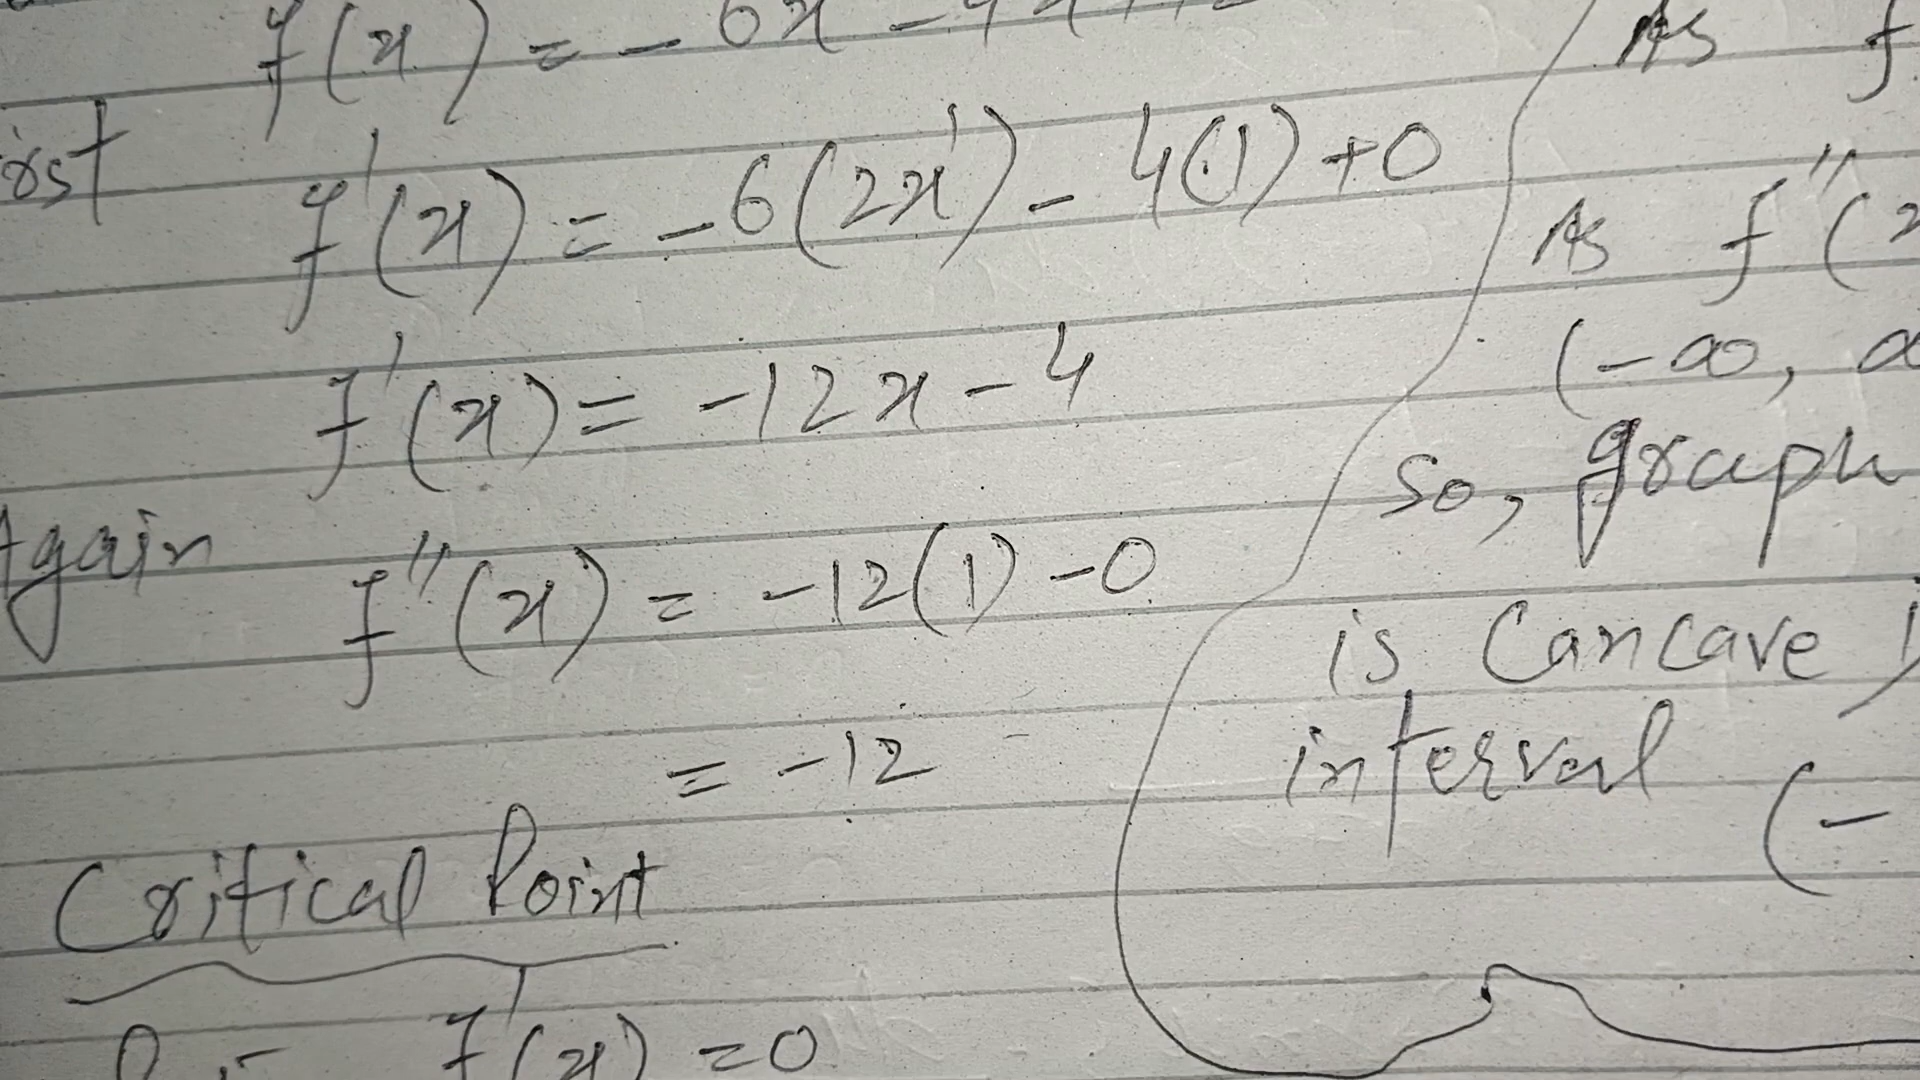 f(x) = - 6x - 4x
f'(x) = -6(2x') - 4(1) +0
f'(x) = -12x - 4
Again f''(x) = -12(1) -0
= -12
Critical Point
f'(x) =0
As f
As f''(x
(-∞, ∞
So, graph
is Concave
interval (-